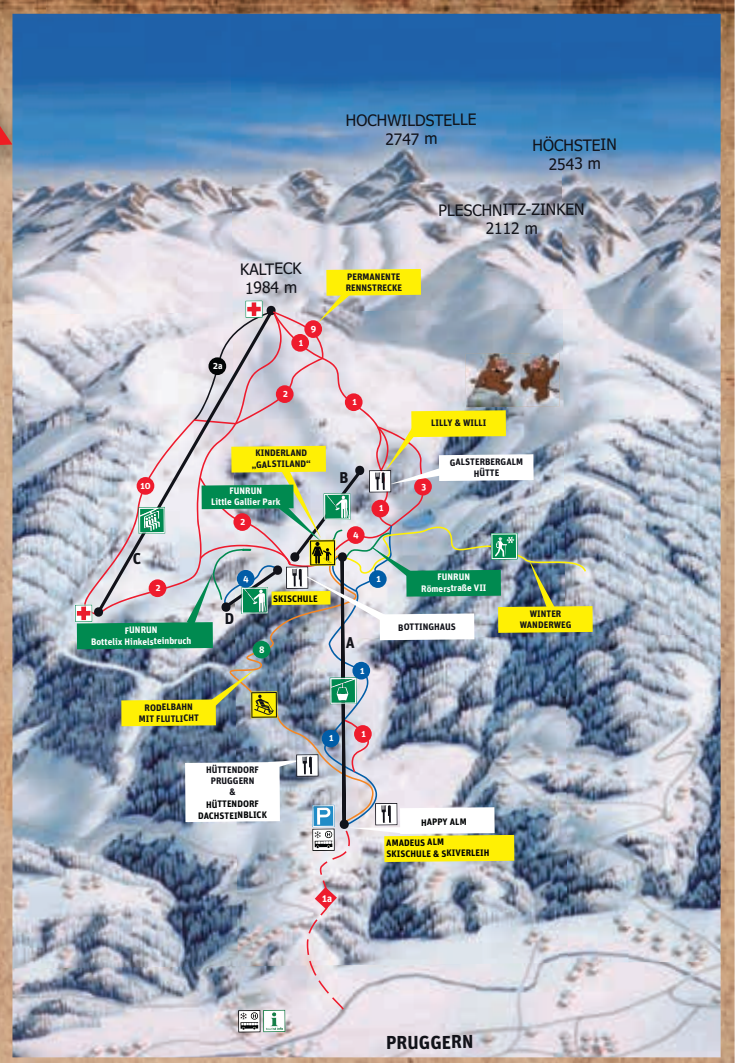 HOCHWILDSTELLE
2747 m
HÖCHSTEIN
2543 m
PLESCHNITZ-ZINKEN
2112 m
KALTECK
1984 m
PERMANENTE
RENNSTRECKE
9
1
2a
2
1
LILLY & WILLI
KINDERLAND
„GALSTILAND“
B
GALSTERBERGALM
HÜTTE
FUNRUN
Little Gallier Park
10
3
1
2
4
C
FUNRUN
Römerstraße VII
4
1
2
SKISCHULE
D
WINTER
WANDERWEG
FUNRUN
Bottelix Hinkelsteinbruch
BOTTINGHAUS
A
8
1
RODELBAHN
MIT FLUTLICHT
1
1
HÜTTENDORF
PRUGGERN
&
HÜTTENDORF
DACHSTEINBLICK
P
HAPPY ALM
H
AMADEUS ALM
SKISCHULE & SKIVERLEIH
1a
H
i
PRUGGERN